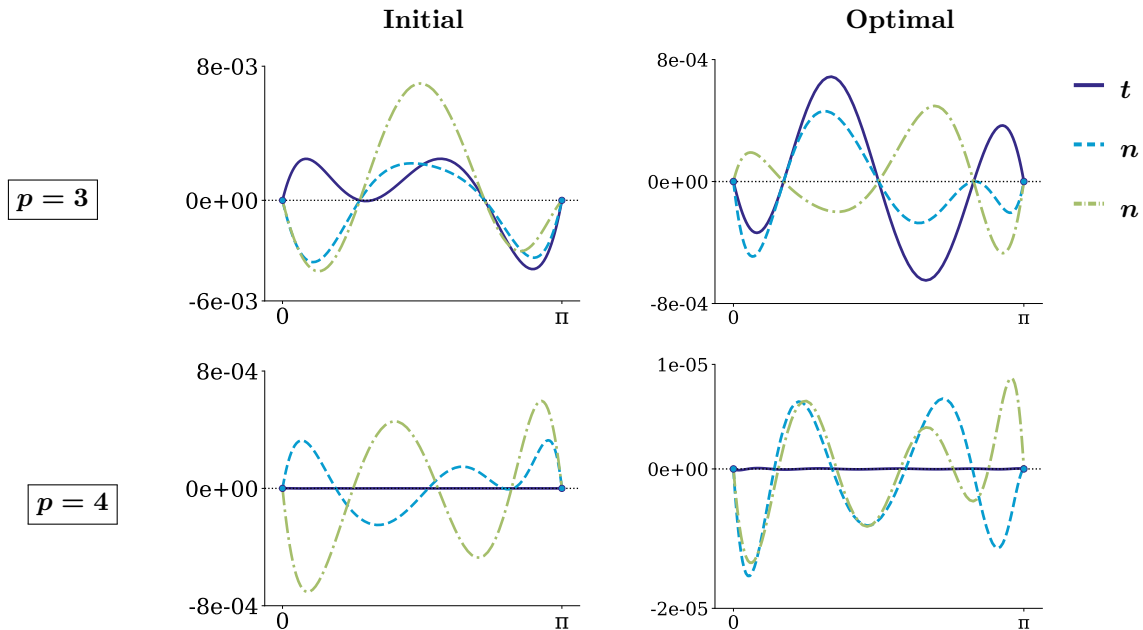 Initial
Optimal
8e-03
0e+00
-6e-03
0
π
8e-04
0e+00
-8e-04
0
π
t
n
n
p = 3
8e-04
0e+00
-8e-04
0
π
1e-05
0e+00
-2e-05
0
π
p = 4